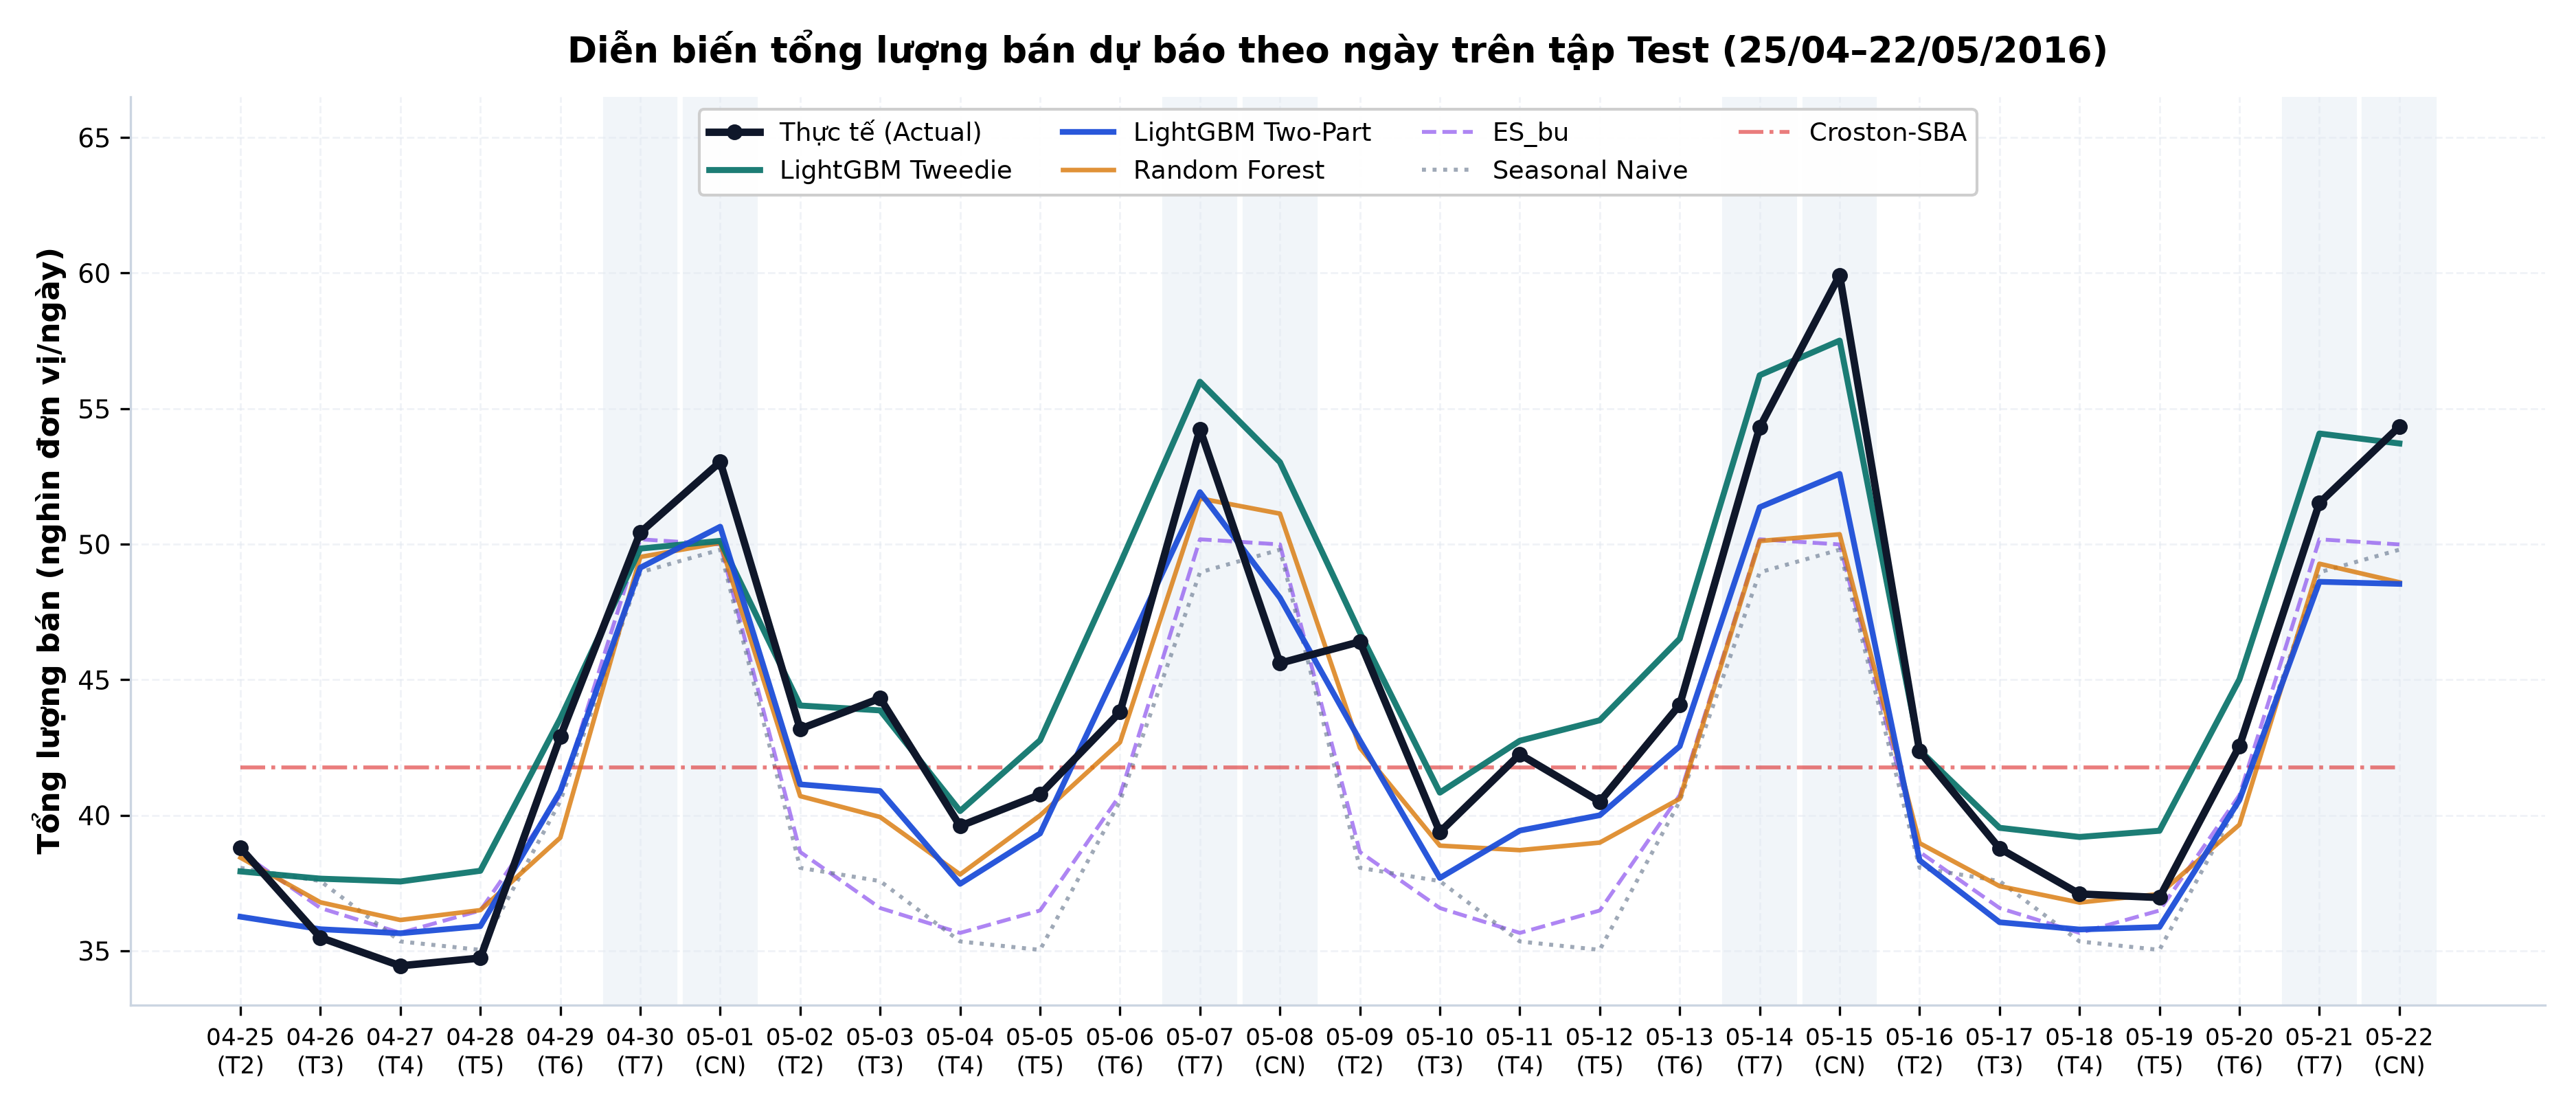 Diễn biến tổng lượng bán dự báo theo ngày trên tập Test (25/04–22/05/2016)
Thực tế (Actual)
LightGBM Tweedie
LightGBM Two-Part
Random Forest
ES_bu
Seasonal Naive
Croston-SBA
Tổng lượng bán (nghìn đơn vị/ngày)
65
60
55
50
45
40
35
04-25 04-26 04-27 04-28 04-29 04-30 05-01 05-02 05-03 05-04 05-05 05-06 05-07 05-08 05-09 05-10 05-11 05-12 05-13 05-14 05-15 05-16 05-17 05-18 05-19 05-20 05-21 05-22
(T2) (T3) (T4) (T5) (T6) (T7) (CN) (T2) (T3) (T4) (T5) (T6) (T7) (CN) (T2) (T3) (T4) (T5) (T6) (T7) (CN) (T2) (T3) (T4) (T5) (T6) (T7) (CN)